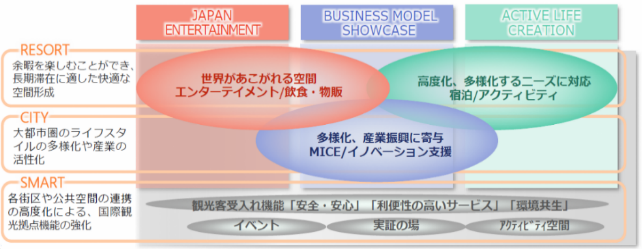 JAPAN
ENTERTAINMENT
BUSINESS MODEL
SHOWCASE
ACTIVE LIFE
CREATION
RESORT
余暇を楽しむことができ、
長期滞在に適した快適な
空間形成
世界があこがれる空間
エンターテイメント/飲食・物販
高度化、多様化するニーズに対応
宿泊/アクティビティ
CITY
大都市圏のライフスタ
イルの多様化や産業の
活性化
多様化、産業振興に寄与
MICE/イノベーション支援
SMART
各街区や公共空間の連携
の高度化による、国際観
光拠点機能の強化
観光客受入れ機能「安全・安心」「利便性の高いサービス」「環境共生」
イベント
実証の場
アクティビティ空間